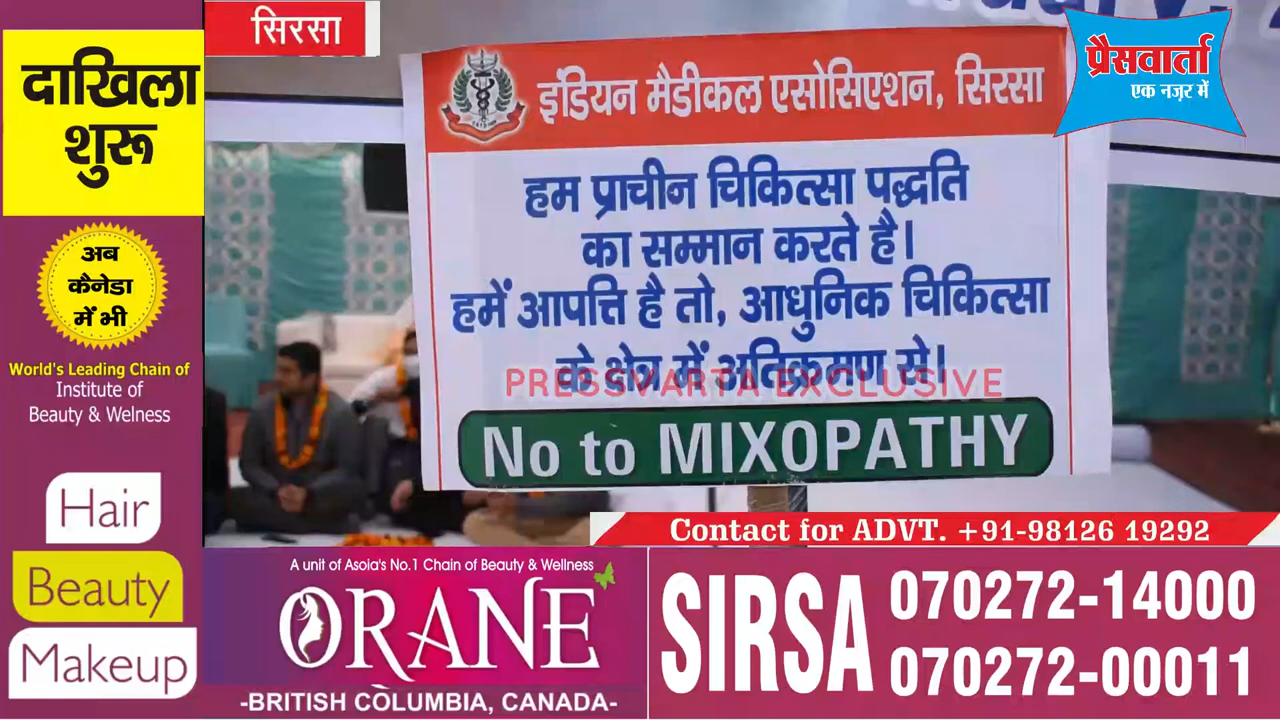 सिरसा
दाखिला
शुरू
अब
कैनेडा
में भी
World's Leading Chain of
Institute of
Beauty & Welness
Hair
Beauty
Makeup
इंडियन मैडीकल एसोसिएशन, सिरसा
हम प्राचीन चिकित्सा पद्धति
का सम्मान करते है।
हमें आपत्ति है तो, आधुनिक चिकित्सा
के क्षेत्र में अतिक्रमण से।
PRESSVARTA EXCLUSIVE
No to MIXOPATHY
प्रैसवार्ता
एक नज़र में
Contact for ADVT. +91-98126 19292
A unit of Asoia's No.1 Chain of Beauty & Wellness
ORANE
-BRITISH COLUMBIA, CANADA-
SIRSA
070272-14000
070272-00011